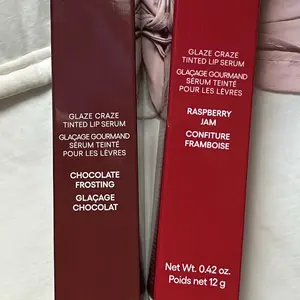 GLAZE CRAZE
TINTED LIP SERUM
GLAÇAGE GOURMAND
SÉRUM TEINTÉ
POUR LES LÈVRES
CHOCOLATE
FROSTING
GLAÇAGE
CHOCOLAT
GLAZE CRAZE
TINTED LIP SERUM
GLAÇAGE GOURMAND
SÉRUM TEINTÉ
POUR LES LÈVRES
RASPBERRY
JAM
CONFITURE
FRAMBOISE
Net Wt. 0.42 oz.
Poids net 12 g